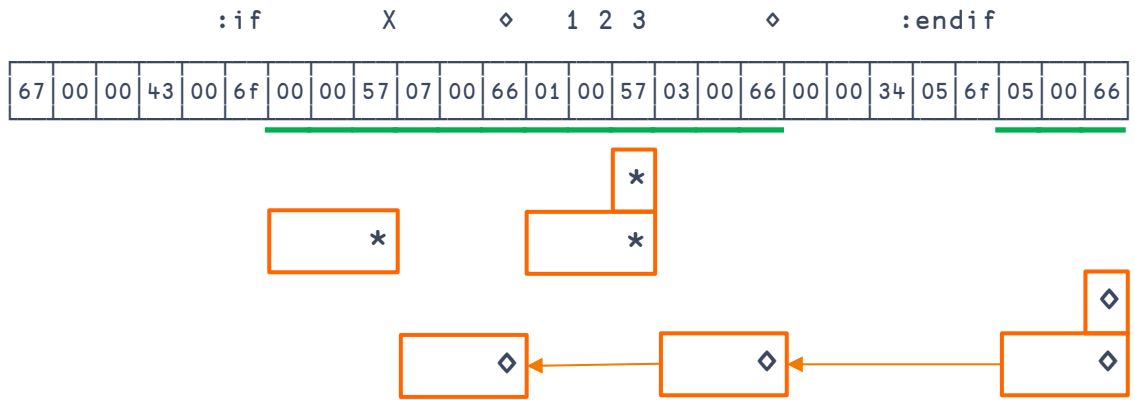 :if X ⋄ 1 2 3 ⋄ :endif
67 00 00 43 00 6f 00 00 57 07 00 66 01 00 57 03 00 66 00 00 34 05 6f 05 00 66
*
* *
⋄
⋄ ⋄ ⋄